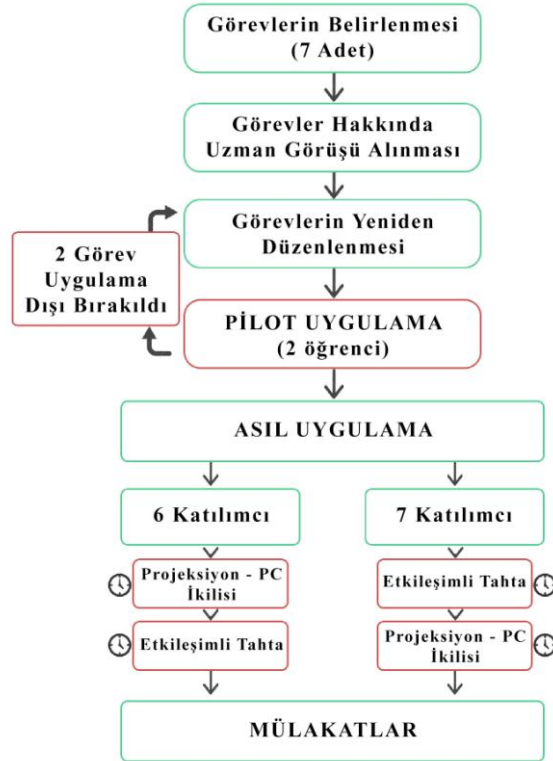 Görevlerin Belirlenmesi
(7 Adet)
Görevler Hakkında
Uzman Görüşü Alınması
Görevlerin Yeniden
Düzenlenmesi
2 Görev
Uygulama
Dışı Bırakıldı
PİLOT UYGULAMA
(2 öğrenci)
ASIL UYGULAMA
6 Katılımcı
7 Katılımcı
Projeksiyon - PC
İkilisi
Etkileşimli Tahta
Etkileşimli Tahta
Projeksiyon - PC
İkilisi
MÜLAKATLAR